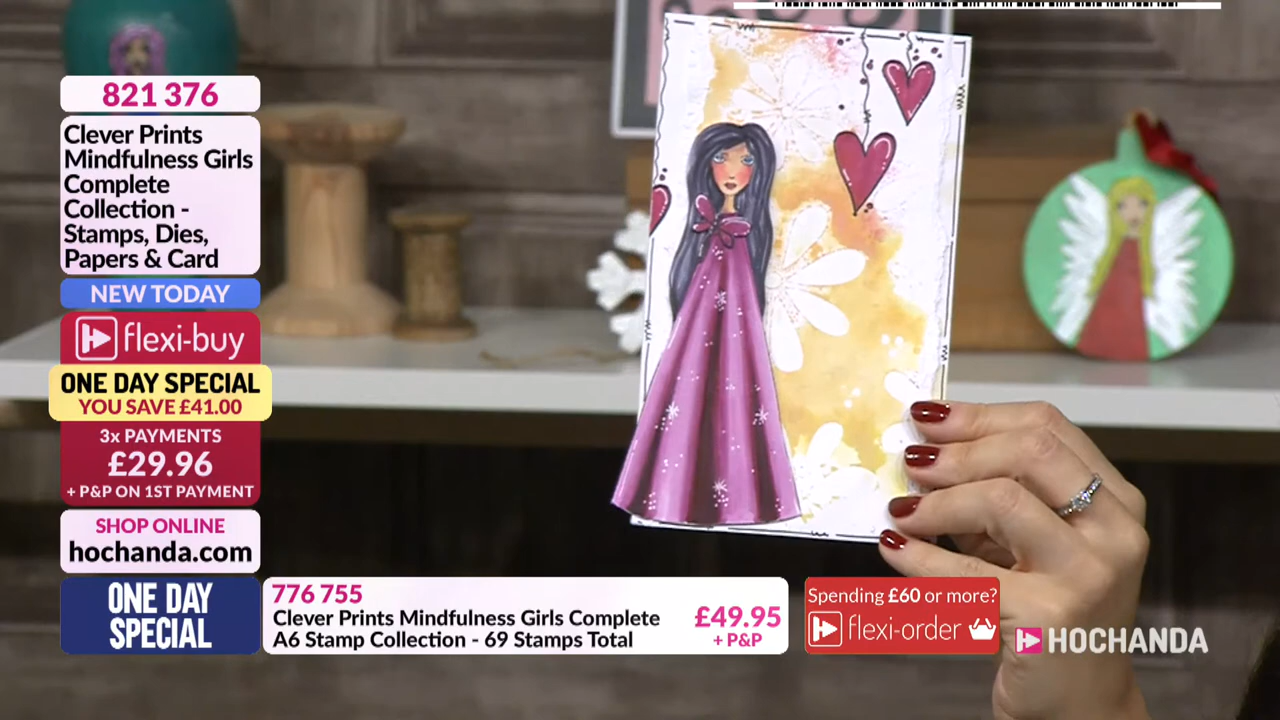 821 376
Clever Prints
Mindfulness Girls
Complete
Collection -
Stamps, Dies,
Papers & Card
NEW TODAY
flexi-buy
ONE DAY SPECIAL
YOU SAVE £41.00
3x PAYMENTS
£29.96
+ P&P ON 1ST PAYMENT
SHOP ONLINE
hochanda.com
ONE DAY
SPECIAL
776 755
Clever Prints Mindfulness Girls Complete
A6 Stamp Collection - 69 Stamps Total
£49.95
+ P&P
Spending £60 or more?
flexi-order
HOCHANDA